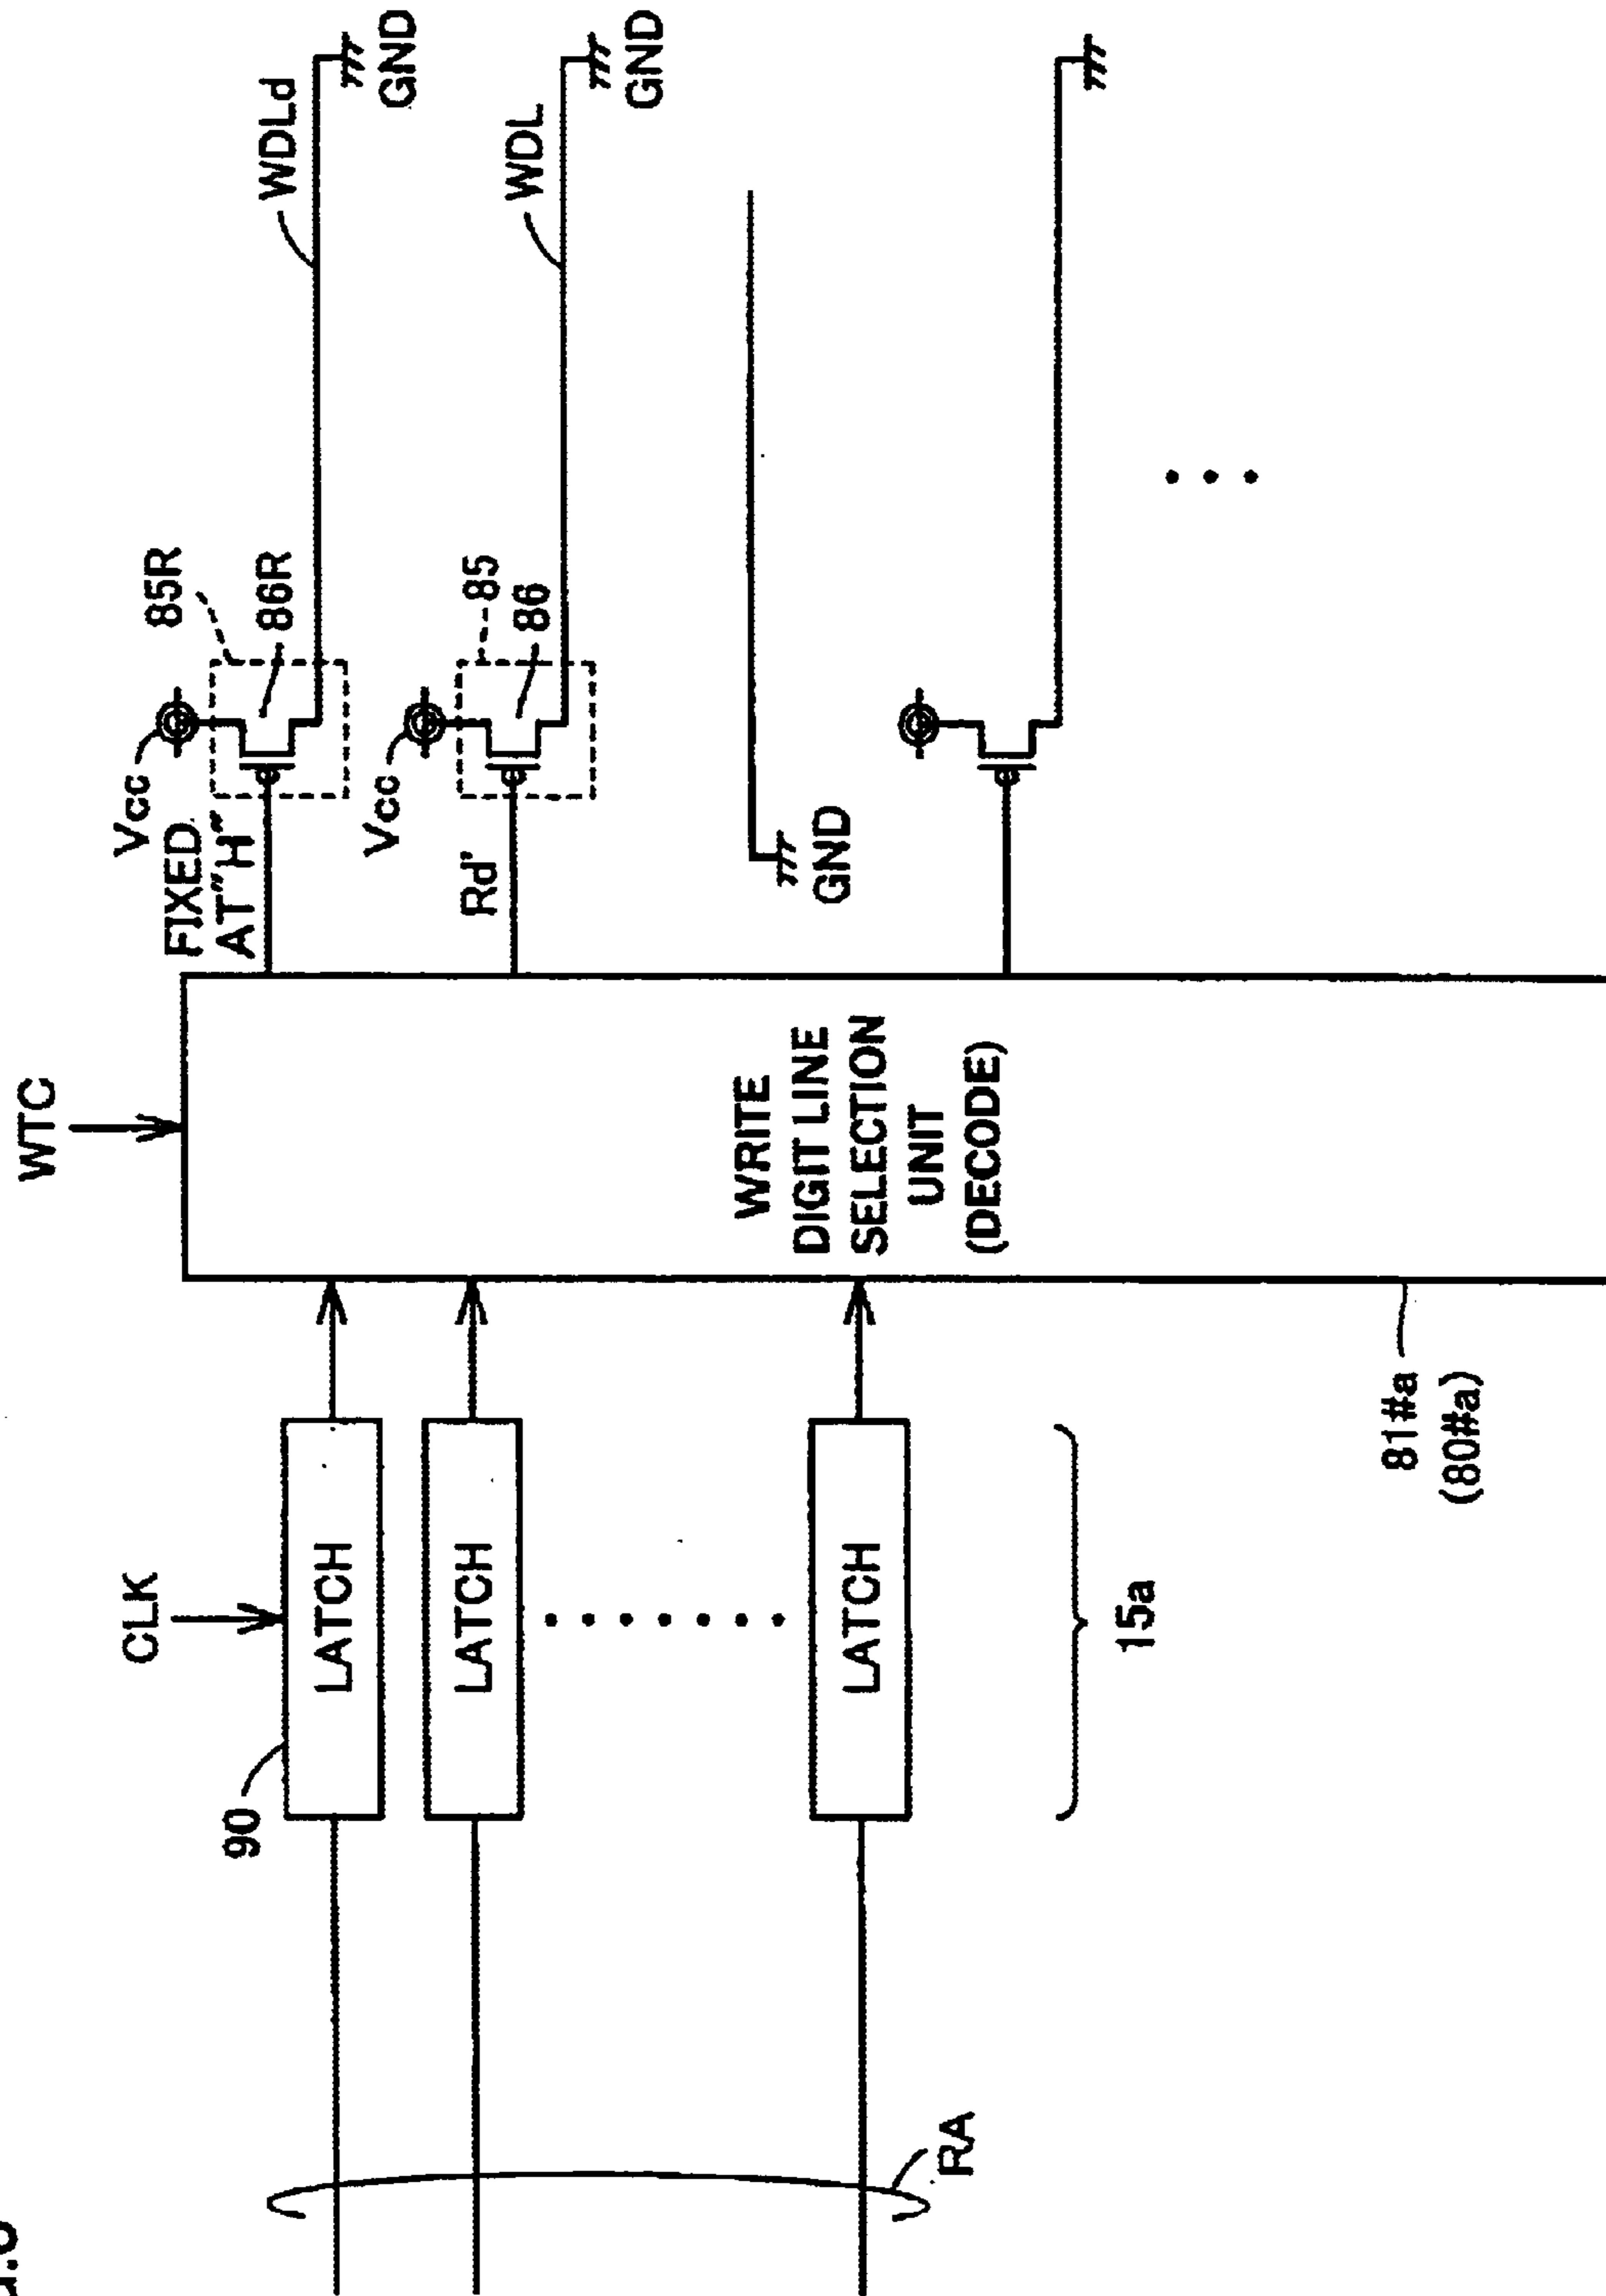 WTC
CLK
90
LATCH
LATCH
LATCH
RA
15a
WRITE
DIGIT LINE
SELECTION
UNIT
(DECODE)
81#a
(80#a)
Vcc
FIXED
AT"H"
85R
86R
WDLd
GND
Vcc
Rd'
85
86
WDL
GND
GND